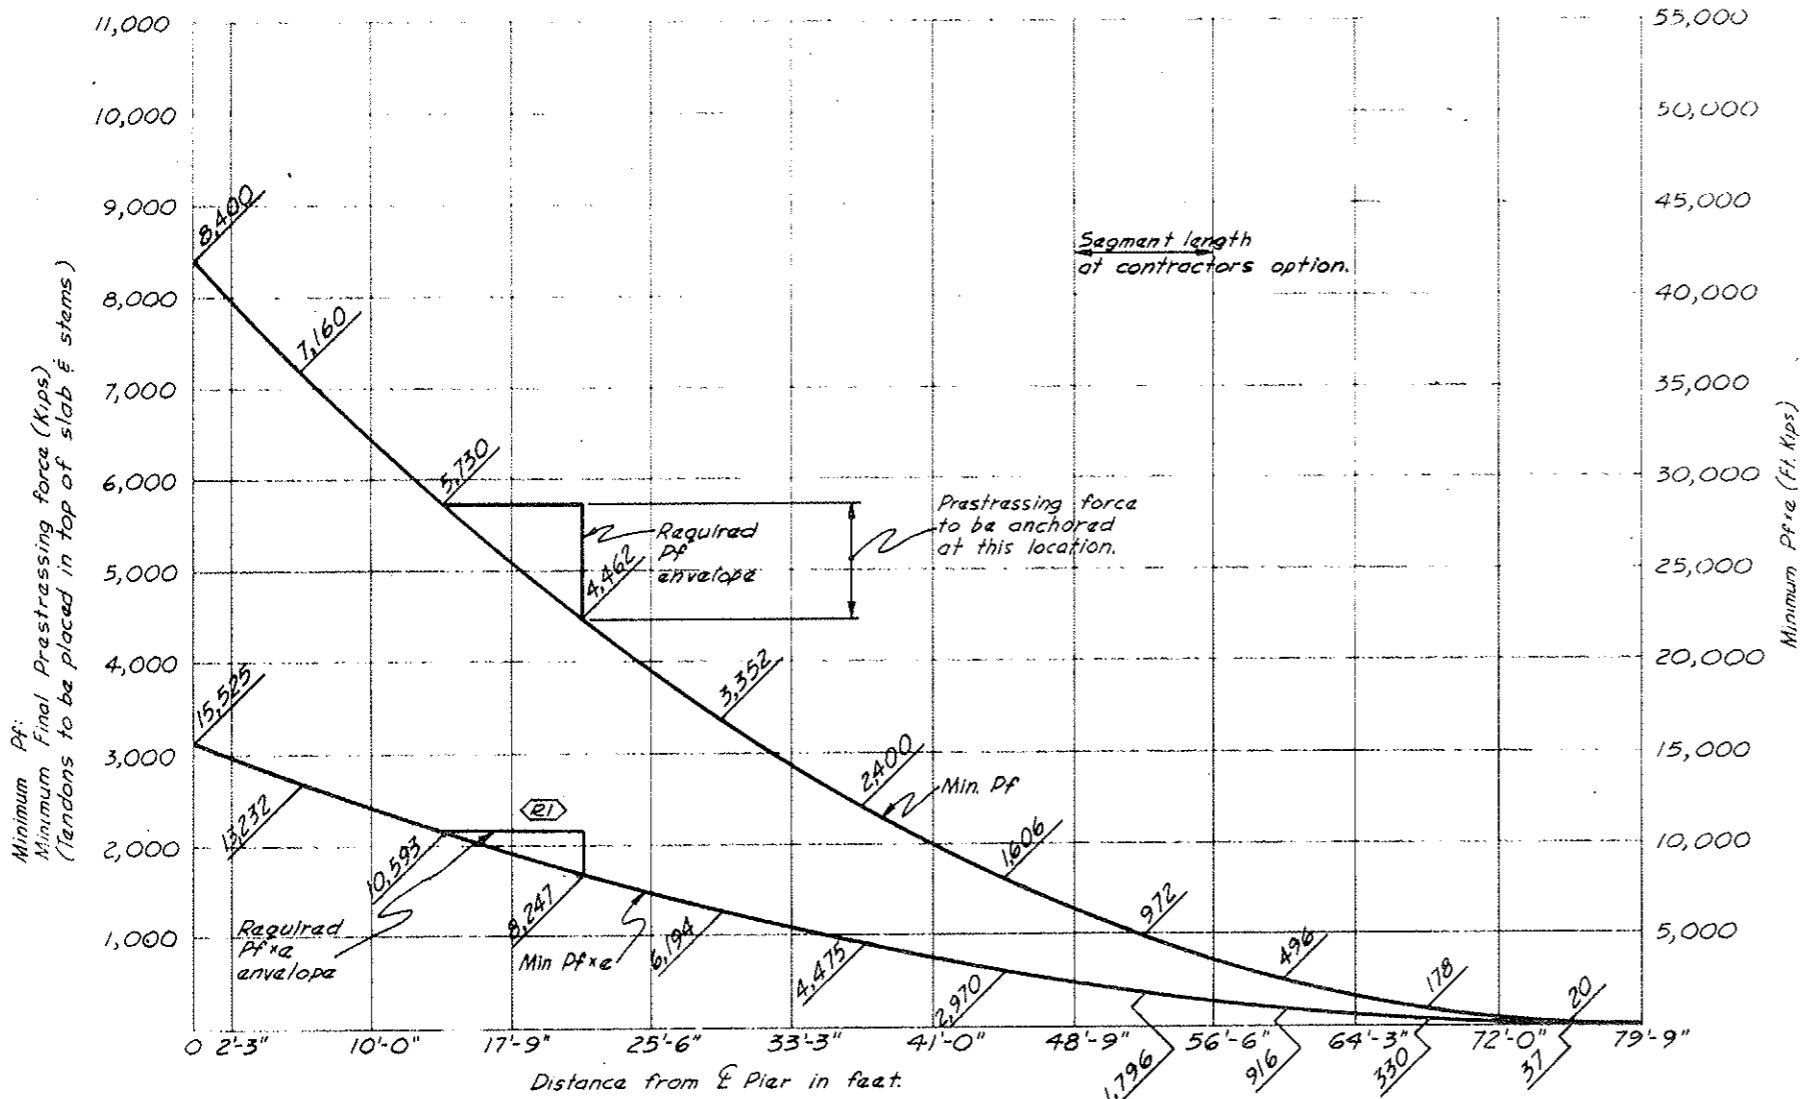 11,000
10,000
9,000
8,000
7,000
6,000
5,000
4,000
3,000
2,000
1,000
Minimum Pf:
Minimum Final Prestressing force (Kips)
(Tendons to be placed in top of slab & stems)
55,000
50,000
45,000
40,000
35,000
30,000
25,000
20,000
15,000
10,000
5,000
Minimum Pf×e (Ft. Kips)
8,400
7,160
5,730
4,462
3,352
2,400
1,606
972
496
178
20
Segment length
at contractors option.
Required
Pf
envelope
Prestressing force
to be anchored
at this location.
Min. Pf
15,525
13,232
10,593
8,247
6,194
4,475
2,970
1,796
916
330
37
R1
Required
Pf×e
envelope
Min Pf×e
0 2'-3" 10'-0" 17'-9" 25'-6" 33'-3" 41'-0" 48'-9" 56'-6" 64'-3" 72'-0" 79'-9"
Distance from ℄ Pier in feet.